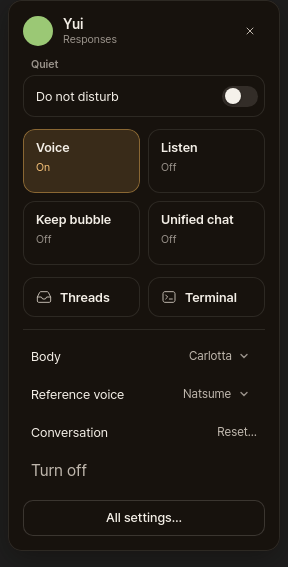 Yui
Responses
Quiet
Do not disturb
Voice
On
Listen
Off
Keep bubble
Off
Unified chat
Off
Threads
Terminal
Body
Carlotta
Reference voice
Natsume
Conversation
Reset...
Turn off
All settings...